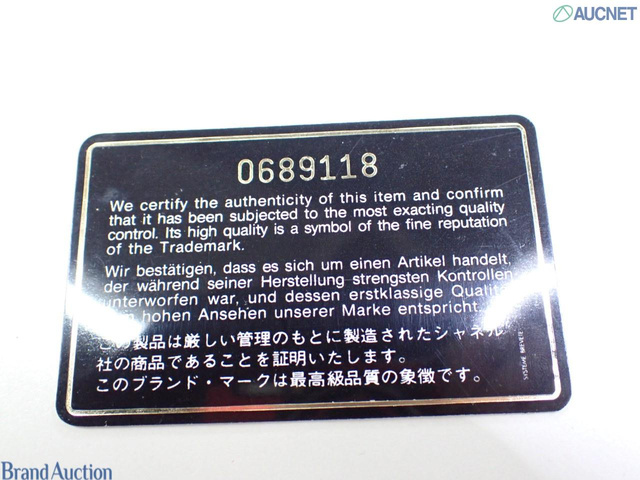 AUCNET
0689118
We certify the authenticity of this item and confirm
that it has been subjected to the most exacting quality
control. Its high quality is a symbol of the fine reputation
of the Trademark.
Wir bestätigen, dass es sich um einen Artikel handelt,
der während seiner Herstellung strengsten Kontrollen
unterworfen war, und dessen erstklassige Qualität
hohen Ansehen unserer Marke entspricht.
この製品は厳しい管理のもとに製造されたシャネル
社の商品であることを証明いたします。
このブランド・マークは最高級品質の象徴です。
SYSTEME BREVETE
Brand Auction